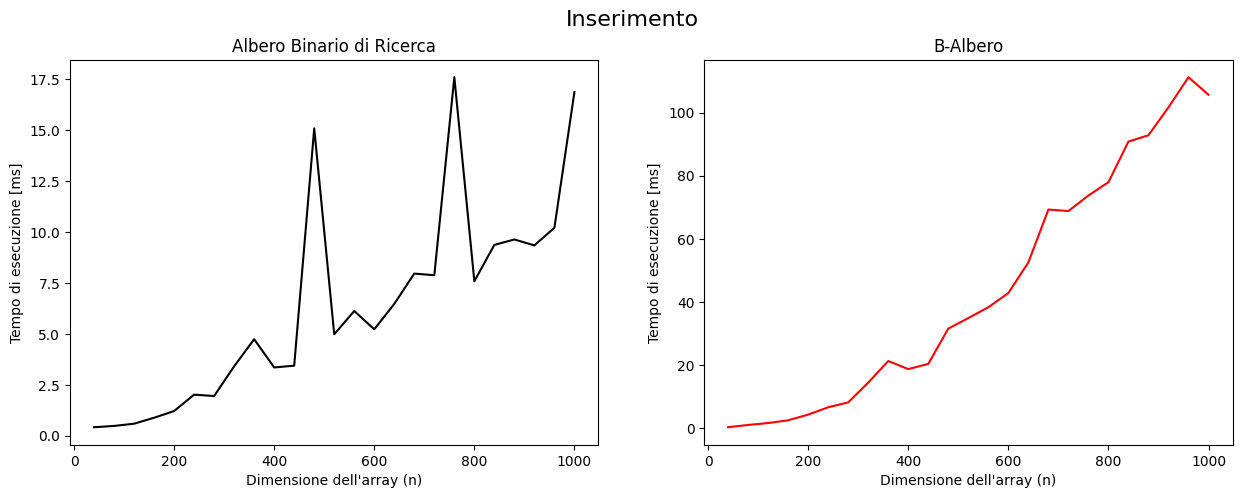 Inserimento
Albero Binario di Ricerca
17.5
15.0
12.5
10.0
7.5
5.0
2.5
0.0
Tempo di esecuzione [ms]
0 200 400 600 800 1000
Dimensione dell'array (n)
B-Albero
100
80
60
40
20
0
Tempo di esecuzione [ms]
0 200 400 600 800 1000
Dimensione dell'array (n)